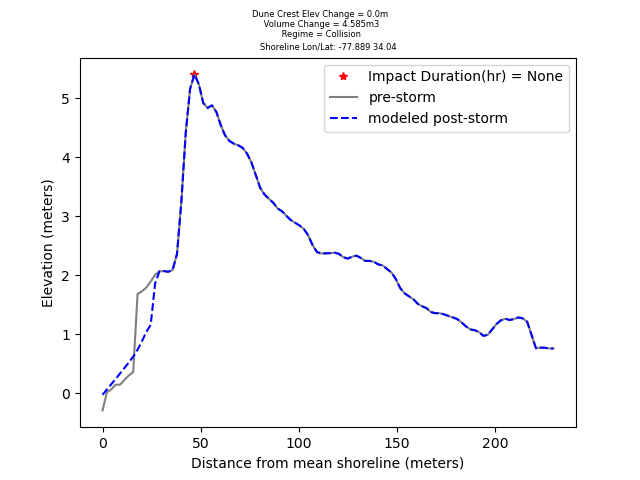 Dune Crest Elev Change = 0.0m
Volume Change = 4.585m3
Regime = Collision
Shoreline Lon/Lat: -77.889 34.04
Impact Duration(hr) = None
pre-storm
modeled post-storm
5
4
3
2
1
0
Elevation (meters)
0 50 100 150 200
Distance from mean shoreline (meters)